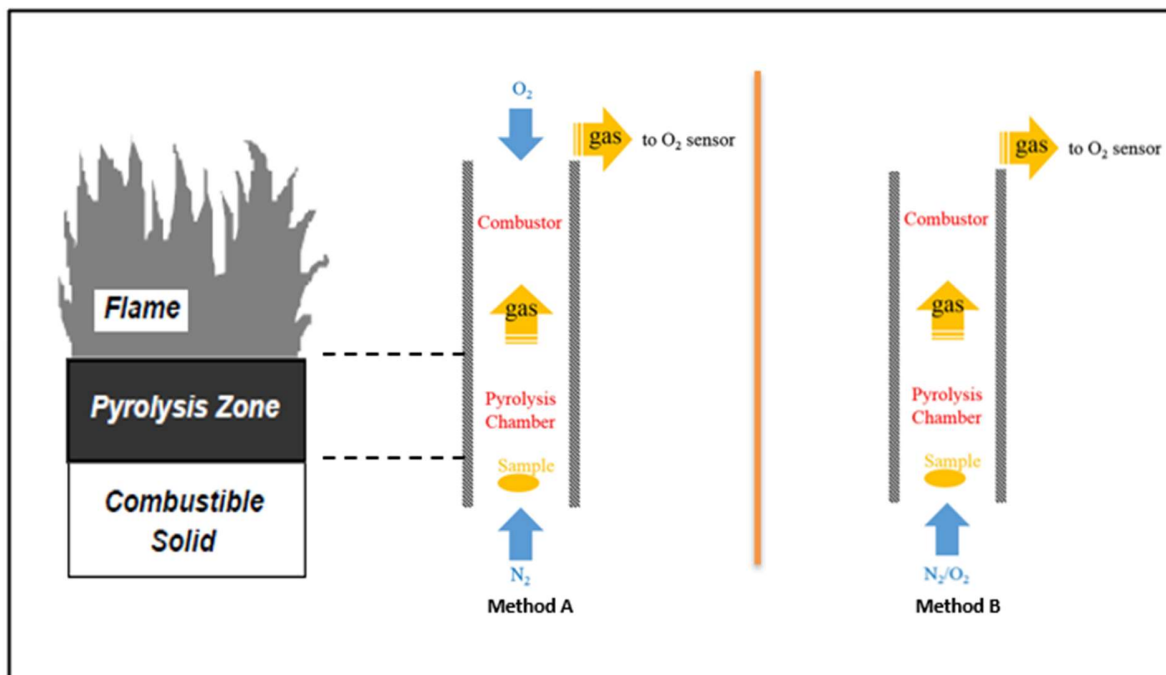 Flame
Pyrolysis Zone
Combustible
Solid
O₂
gas
to O₂ sensor
Combustor
gas
Pyrolysis
Chamber
Sample
N₂
Method A
gas
to O₂ sensor
Combustor
gas
Pyrolysis
Chamber
Sample
N₂/O₂
Method B